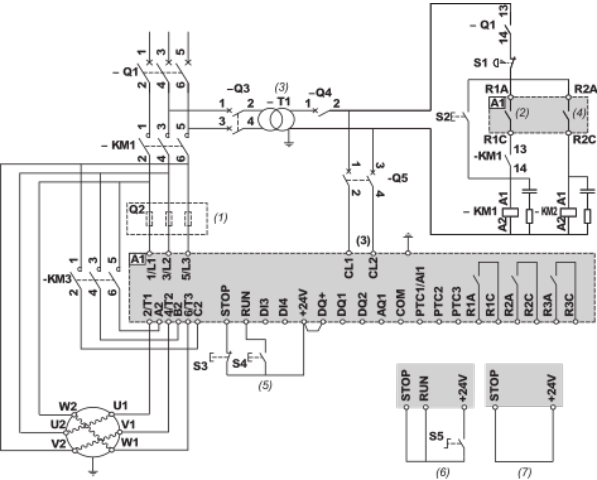 1 3 5
– Q1
2 4 6
–Q3
1 2
3 4
(3)
– T1
–Q4
1 2
13
– Q1
14
S1
R1A R2A
A1
(2) (4)
S2
R1C R2C
13
-KM1
14
1 3 5
– KM1
2 4 6
1 3
-Q5
2 4
A1 A1
– KM1 – KM2
A2 A2
Q2
(1)
(3)
A1
1/L1 3/L2 5/L3 CL1 CL2
1 3 5
-KM3
2 4 6
2/T1 A2 4/T2 B2 6/T3 C2 STOP RUN DI3 DI4 +24V DQ+ DQ1 DQ2 AQ1 COM PTC1/AI1 PTC2 PTC3 R1A R1C R2A R2C R3A R3C
S3 S4
(5)
W2 U1
U2 V1
V2 W1
STOP RUN +24V
S5
(6)
STOP +24V
(7)